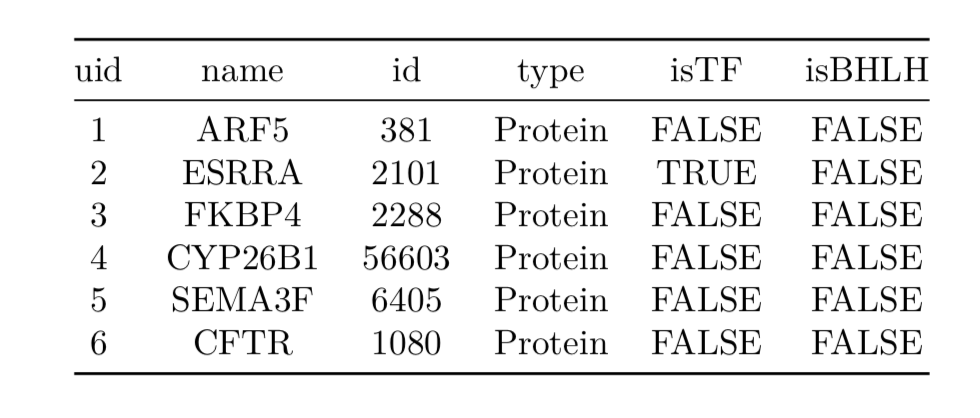 uid name id type isTF isBHLH
1 ARF5 381 Protein FALSE FALSE
2 ESRRA 2101 Protein TRUE FALSE
3 FKBP4 2288 Protein FALSE FALSE
4 CYP26B1 56603 Protein FALSE FALSE
5 SEMA3F 6405 Protein FALSE FALSE
6 CFTR 1080 Protein FALSE FALSE